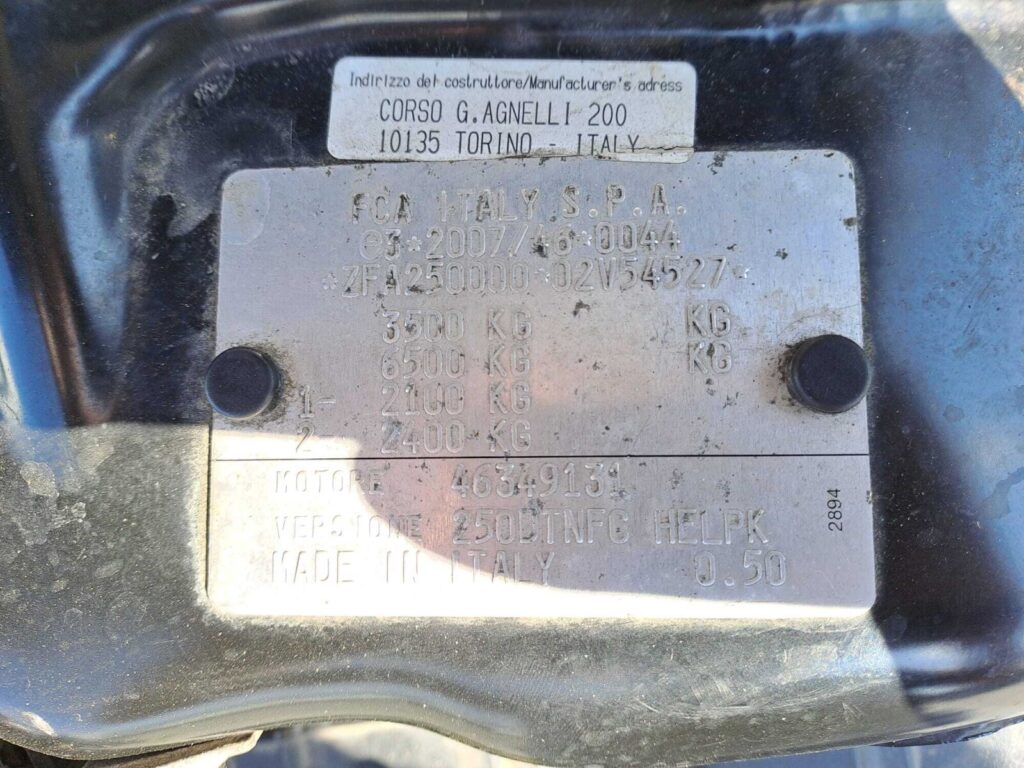 Indirizzo del costruttore/Manufacturer's adress
CORSO G.AGNELLI 200
10135 TORINO - ITALY
FCA ITALY S.P.A.
e3*2007/46*0044
*ZFA250000*02V54527*
3500 KG KG
6500 KG KG
1- 2100 KG
2- 2400 KG
MOTORE 46349131
VERSIONE 250DTNFG HELPK
MADE IN ITALY 0.50
2894